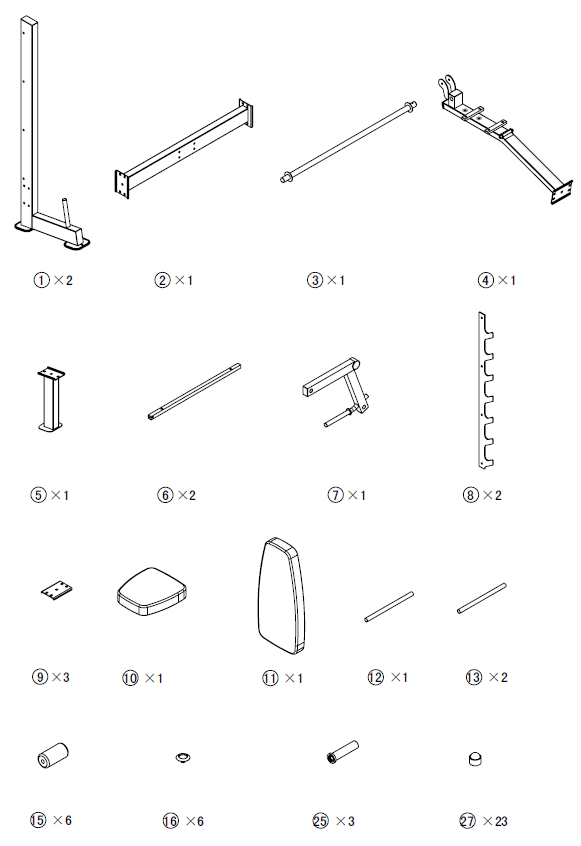 ① ×2 ② ×1 ③ ×1 ④ ×1
⑤ ×1 ⑥ ×2 ⑦ ×1 ⑧ ×2
⑨ ×3 ⑩ ×1 ⑪ ×1 ⑫ ×1 ⑬ ×2
⑮ ×6 ⑯ ×6 ㉕ ×3 ㉗ ×23